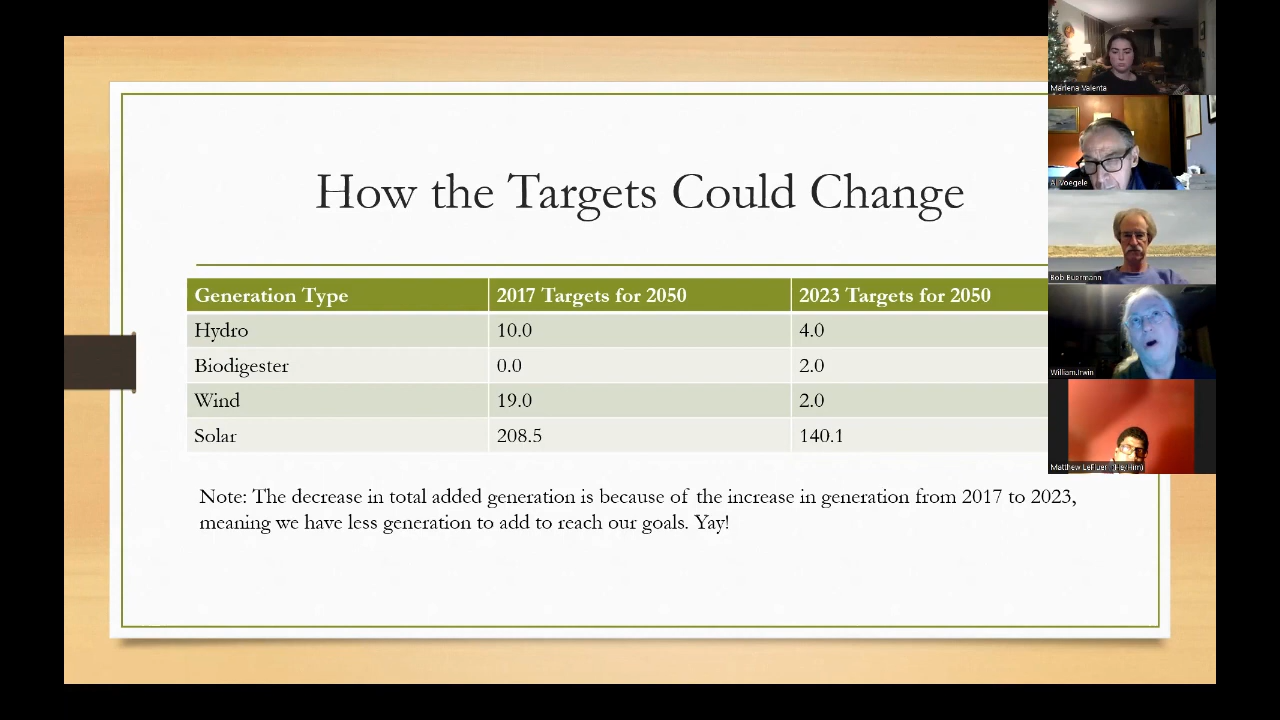 How the Targets Could Change
Generation Type 2017 Targets for 2050 2023 Targets for 2050
Hydro 10.0 4.0
Biodigester 0.0 2.0
Wind 19.0 2.0
Solar 208.5 140.1
Note: The decrease in total added generation is because of the increase in generation from 2017 to 2023,
meaning we have less generation to add to reach our goals. Yay!
Marlena Valenta
Al Voegele
Bob Buermann
William.Irwin
Matthew LeFluer (He/Him)